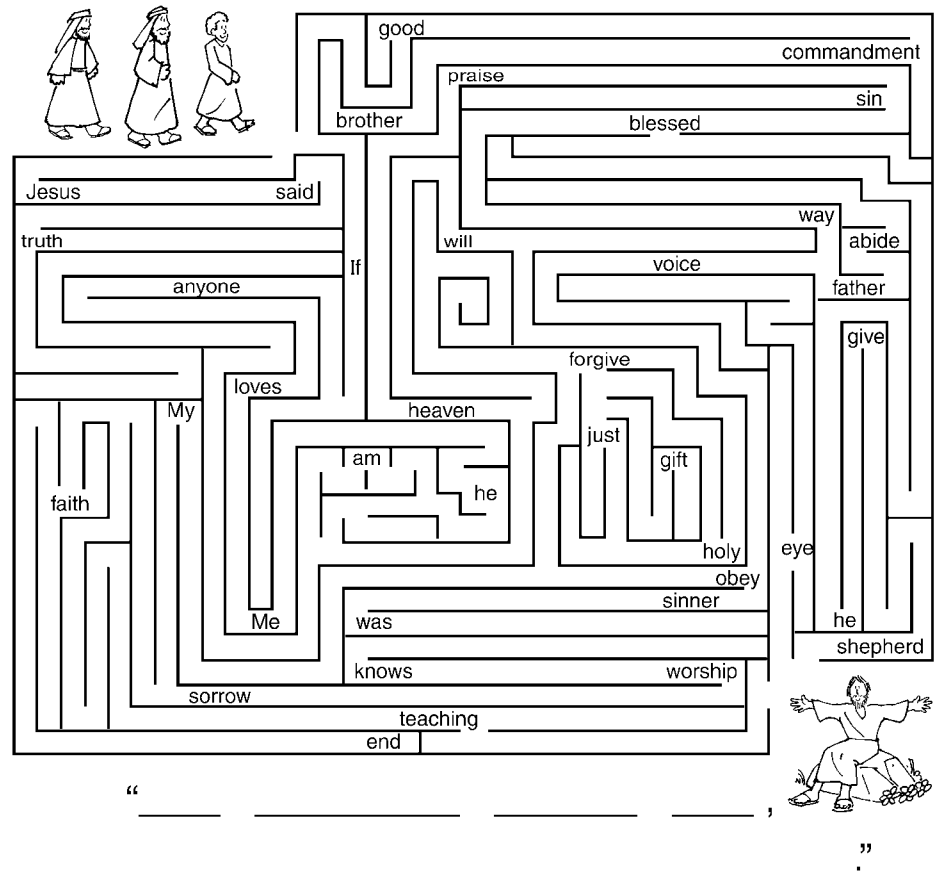 good
commandment
praise
sin
brother
blessed
Jesus said
way
truth
will
abide
If
voice
anyone
father
give
forgive
loves
My
heaven
just
am
gift
he
faith
holy
eye
obey
sinner
Me
was
he
shepherd
knows
worship
sorrow
teaching
end
“ ,
.”